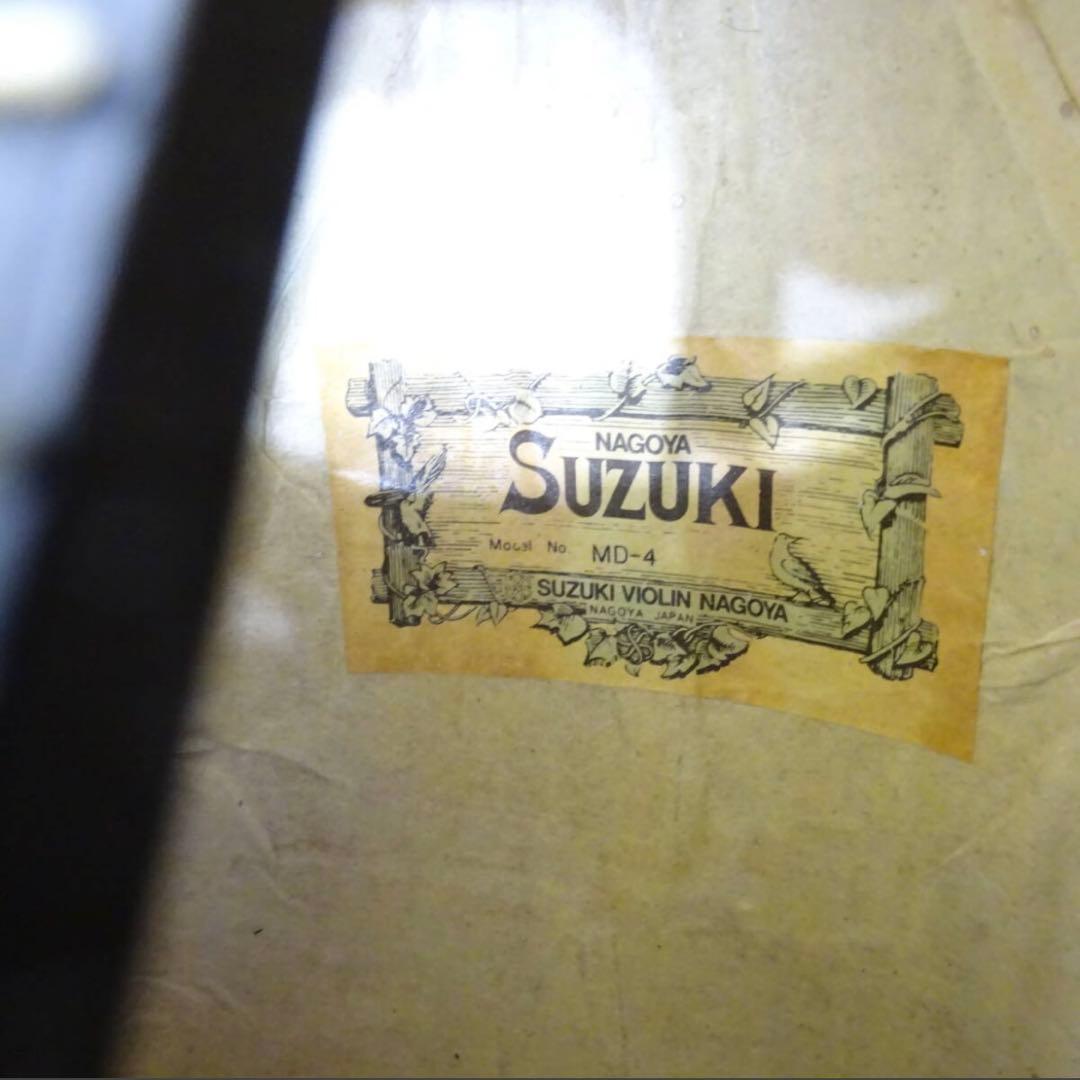 NAGOYA
SUZUKI
Model No. MD-4
SUZUKI VIOLIN NAGOYA
NAGOYA JAPAN